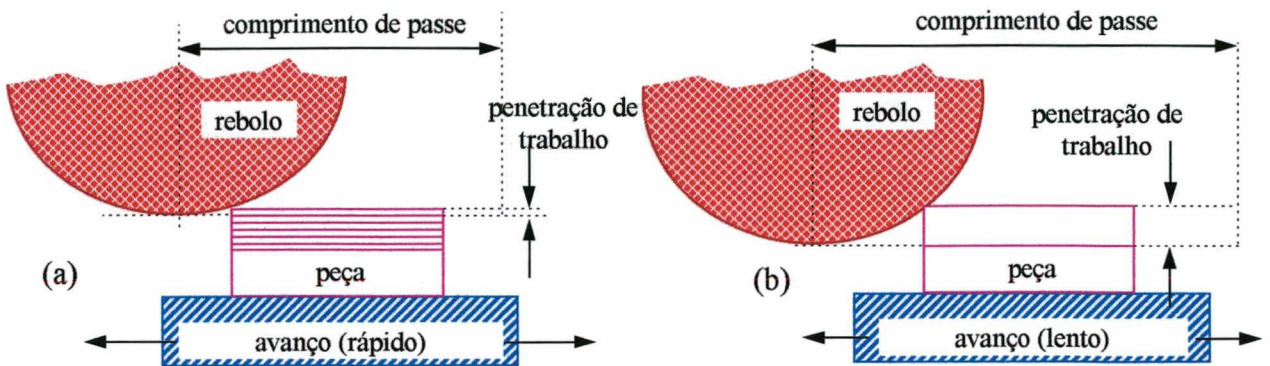 comprimento de passe
rebolo
penetração de
trabalho
(a)
peça
avanço (rápido)
comprimento de passe
rebolo
penetração de
trabalho
(b)
peça
avanço (lento)